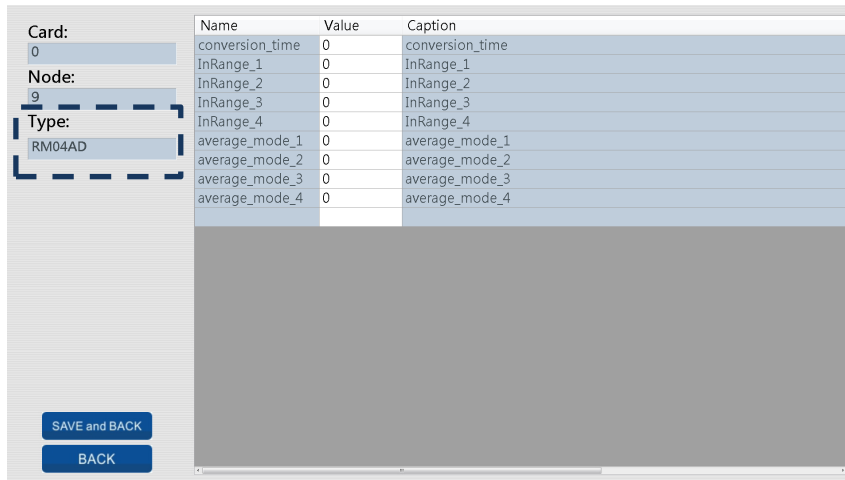 Card:
0
Node:
9
Type:
RM04AD
SAVE and BACK
BACK
Name Value Caption
conversion_time 0 conversion_time
InRange_1 0 InRange_1
InRange_2 0 InRange_2
InRange_3 0 InRange_3
InRange_4 0 InRange_4
average_mode_1 0 average_mode_1
average_mode_2 0 average_mode_2
average_mode_3 0 average_mode_3
average_mode_4 0 average_mode_4